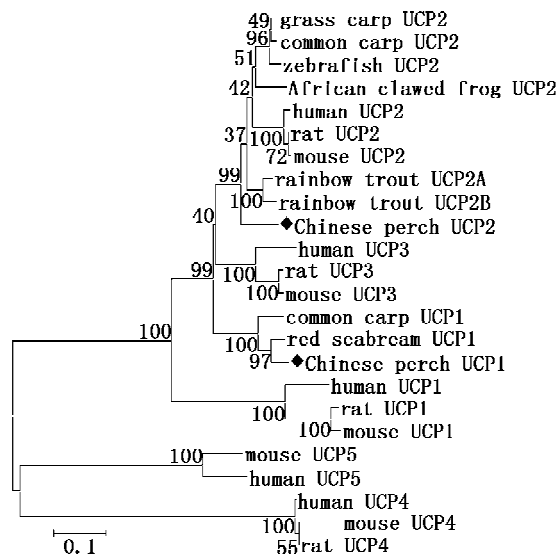 49 grass carp UCP2
96 common carp UCP2
51 zebrafish UCP2
42 African clawed frog UCP2
human UCP2
37 100 rat UCP2
72 mouse UCP2
99 rainbow trout UCP2A
100 rainbow trout UCP2B
40 ◆Chinese perch UCP2
human UCP3
99 100 rat UCP3
100 mouse UCP3
common carp UCP1
100 100 red seabream UCP1
97 ◆Chinese perch UCP1
human UCP1
100 rat UCP1
100 mouse UCP1
100 mouse UCP5
human UCP5
human UCP4
100 mouse UCP4
0.1 55 rat UCP4